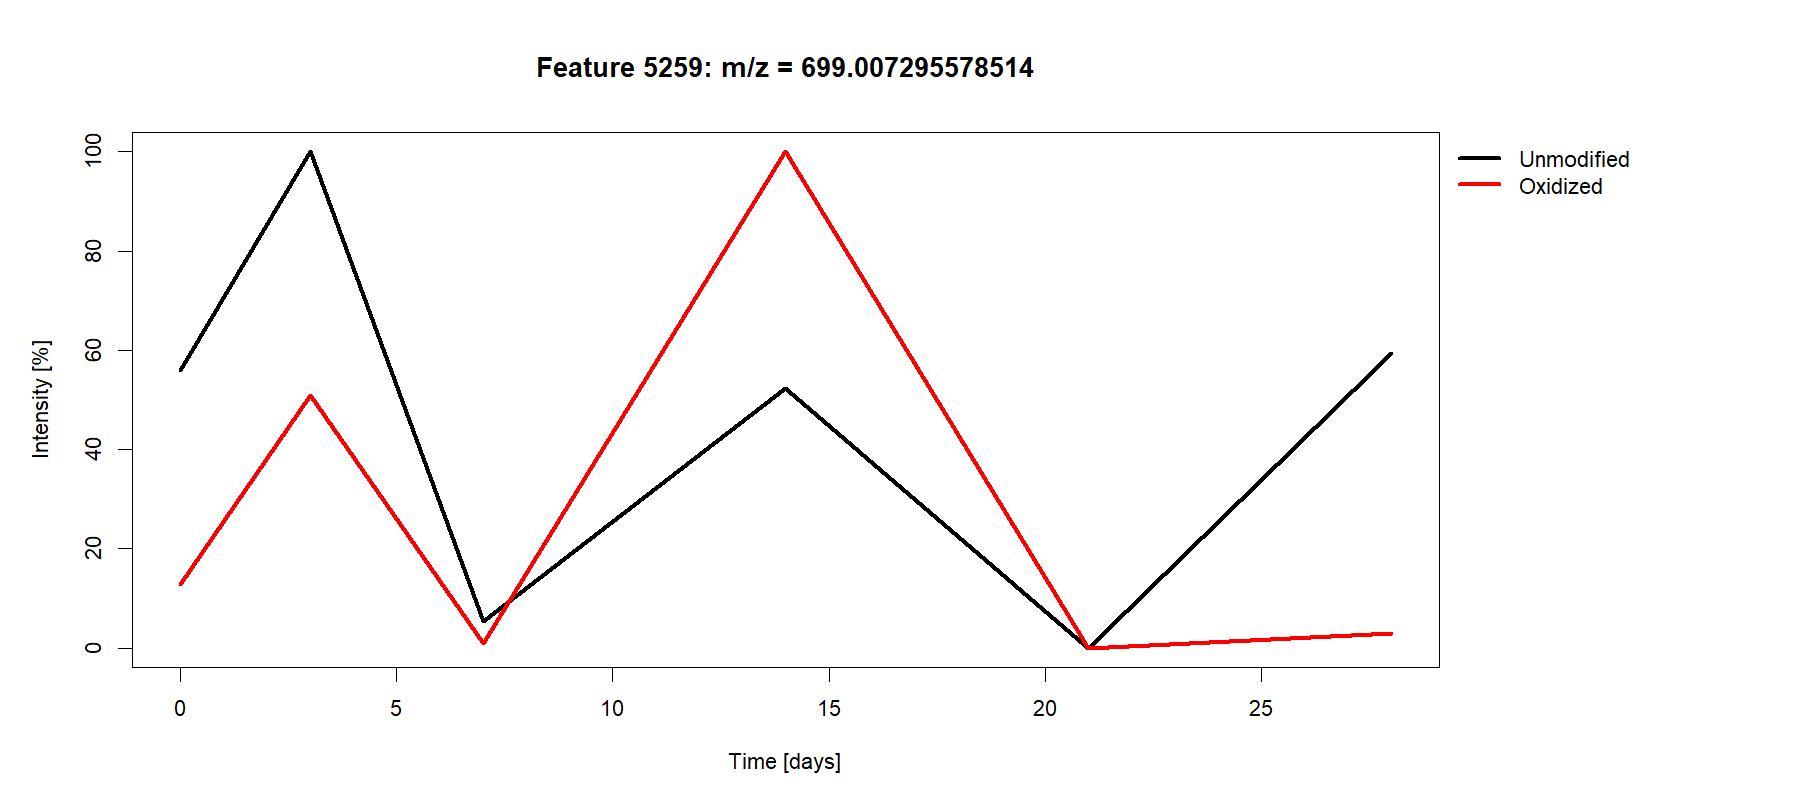 Feature 5259: m/z = 699.007295578514
Unmodified
Oxidized
100
80
60
40
20
0
Intensity [%]
0 5 10 15 20 25
Time [days]